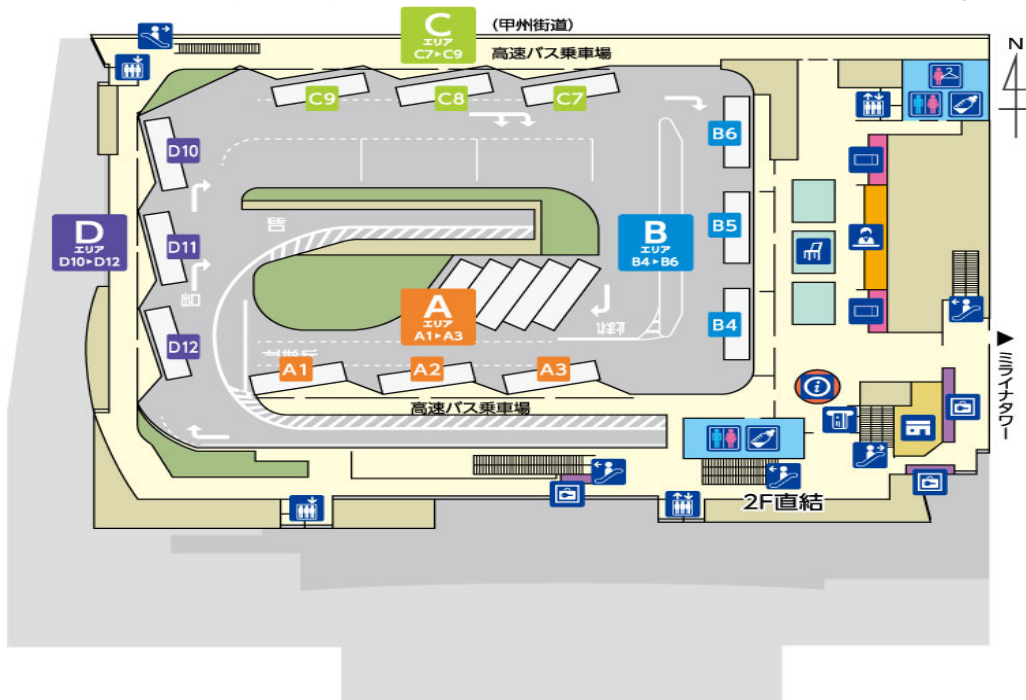 (甲州街道)
C
エリア
C7▸C9
高速バス乗車場
N
C9
C8
C7
B6
D10
D
エリア
D10▸D12
D11
B
エリア
B4▸B6
B5
A
エリア
A1▸A3
B4
D12
▶ミライナタワー
A1
A2
A3
高速バス乗車場
2F直結